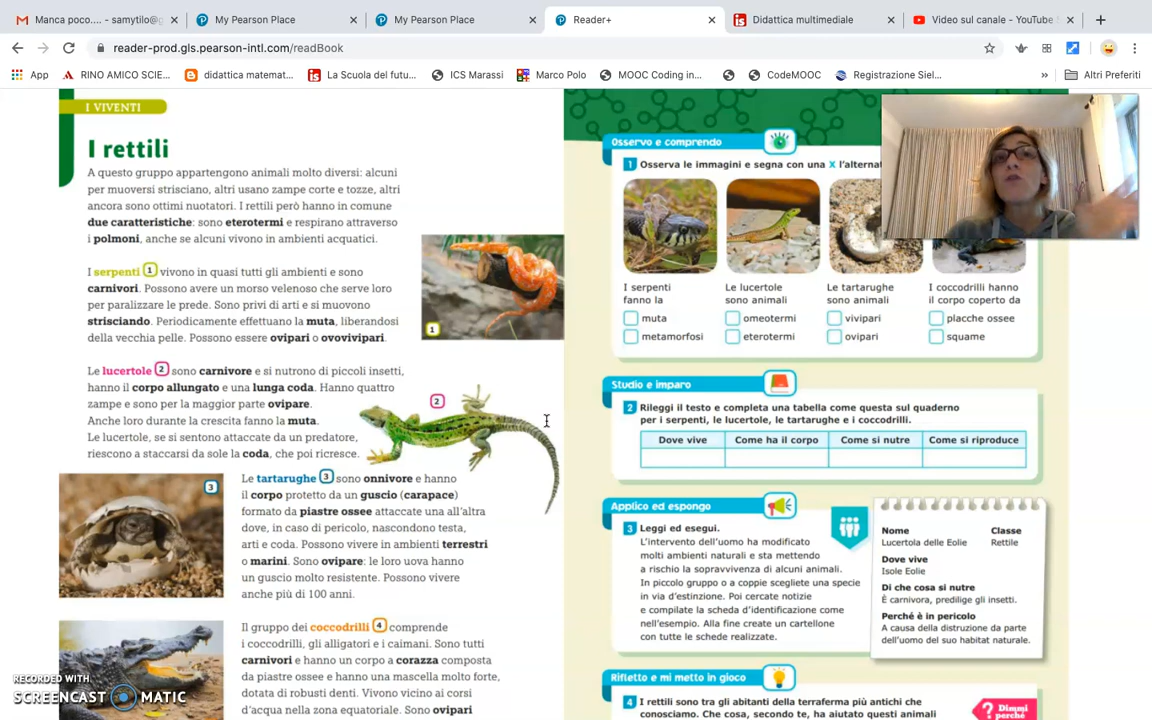 Manca poco.... - samytilo@g
My Pearson Place
My Pearson Place
Reader+
Didattica multimediale
Video sul canale - YouTube
reader-prod.gls.pearson-intl.com/readBook
App
RINO AMICO SCIE...
didattica matemat...
La Scuola del futu...
ICS Marassi
Marco Polo
MOOC Coding in...
CodeMOOC
Registrazione Siel...
Altri Preferiti
I VIVENTI
I rettili
A questo gruppo appartengono animali molto diversi: alcuni
per muoversi strisciano, altri usano zampe corte e tozze, altri
ancora sono ottimi nuotatori. I rettili però hanno in comune
due caratteristiche: sono eterotermi e respirano attraverso
i polmoni, anche se alcuni vivono in ambienti acquatici.
I serpenti 1 vivono in quasi tutti gli ambienti e sono
carnivori. Possono avere un morso velenoso che serve loro
per paralizzare le prede. Sono privi di arti e si muovono
strisciando. Periodicamente effettuano la muta, liberandosi
della vecchia pelle. Possono essere ovipari o ovovivipari.
1
Le lucertole 2 sono carnivore e si nutrono di piccoli insetti,
hanno il corpo allungato e una lunga coda. Hanno quattro
zampe e sono per la maggior parte ovipare.
Anche loro durante la crescita fanno la muta.
Le lucertole, se si sentono attaccate da un predatore,
riescono a staccarsi da sole la coda, che poi ricresce.
2
3
Le tartarughe 3 sono onnivore e hanno
il corpo protetto da un guscio (carapace)
formato da piastre ossee attaccate una all'altra
dove, in caso di pericolo, nascondono testa,
arti e coda. Possono vivere in ambienti terrestri
o marini. Sono ovipare: le loro uova hanno
un guscio molto resistente. Possono vivere
anche più di 100 anni.
Il gruppo dei coccodrilli 4 comprende
i coccodrilli, gli alligatori e i caimani. Sono tutti
carnivori e hanno un corpo a corazza composta
da piastre ossee e hanno una mascella molto forte,
dotata di robusti denti. Vivono vicino ai corsi
d'acqua nella zona equatoriale. Sono ovipari
Osservo e comprendo
1 Osserva le immagini e segna con una X l'alternat
I serpenti
fanno la
muta
metamorfosi
Le lucertole
sono animali
omeotermi
eterotermi
Le tartarughe
sono animali
vivipari
ovipari
I coccodrilli hanno
il corpo coperto da
placche ossee
squame
Studio e imparo
2 Rileggi il testo e completa una tabella come questa sul quaderno
per i serpenti, le lucertole, le tartarughe e i coccodrilli.
Dove vive Come ha il corpo Come si nutre Come si riproduce
Applico ed espongo
3 Leggi ed esegui.
L'intervento dell'uomo ha modificato
molti ambienti naturali e sta mettendo
a rischio la sopravvivenza di alcuni animali.
In piccolo gruppo o a coppie scegliete una specie
in via d'estinzione. Poi cercate notizie
e compilate la scheda d'identificazione come
nell'esempio. Alla fine create un cartellone
con tutte le schede realizzate.
Nome Classe
Lucertola delle Eolie Rettile
Dove vive
Isole Eolie
Di che cosa si nutre
È carnivora, predilige gli insetti.
Perché è in pericolo
A causa della distruzione da parte
dell'uomo del suo habitat naturale.
Rifletto e mi metto in gioco
4 I rettili sono tra gli abitanti della terraferma più antichi che
conosciamo. Che cosa, secondo te, ha aiutato questi animali
Dimmi
perché
RECORDED WITH
SCREENCAST MATIC